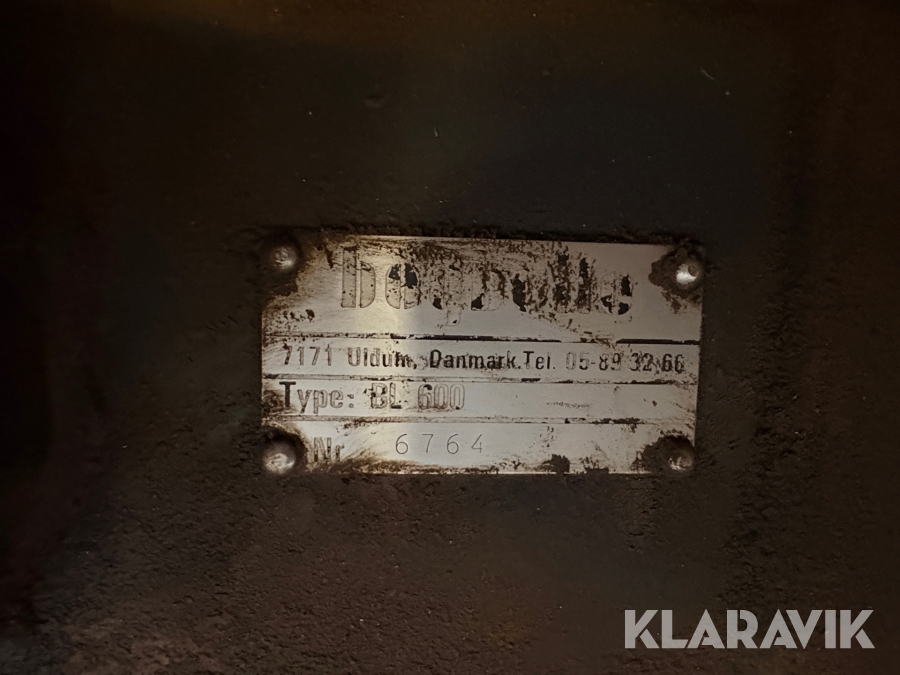 7171 Uldum, Danmark. Tel. 05-89 32 66
Type: BL 600
Nr. 6764
KLARAVIK